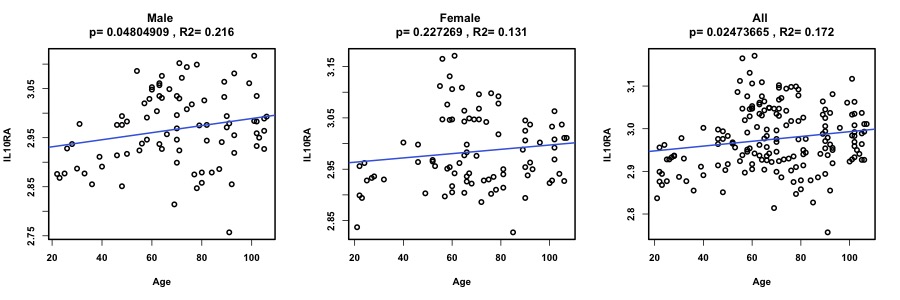 Male
p= 0.04804909 , R2= 0.216
IL10RA
3.05
2.95
2.85
2.75
20 40 60 80 100
Age
Female
p= 0.227269 , R2= 0.131
IL10RA
3.15
3.05
2.95
2.85
20 40 60 80 100
Age
All
p= 0.02473665 , R2= 0.172
IL10RA
3.1
3.0
2.9
2.8
20 40 60 80 100
Age